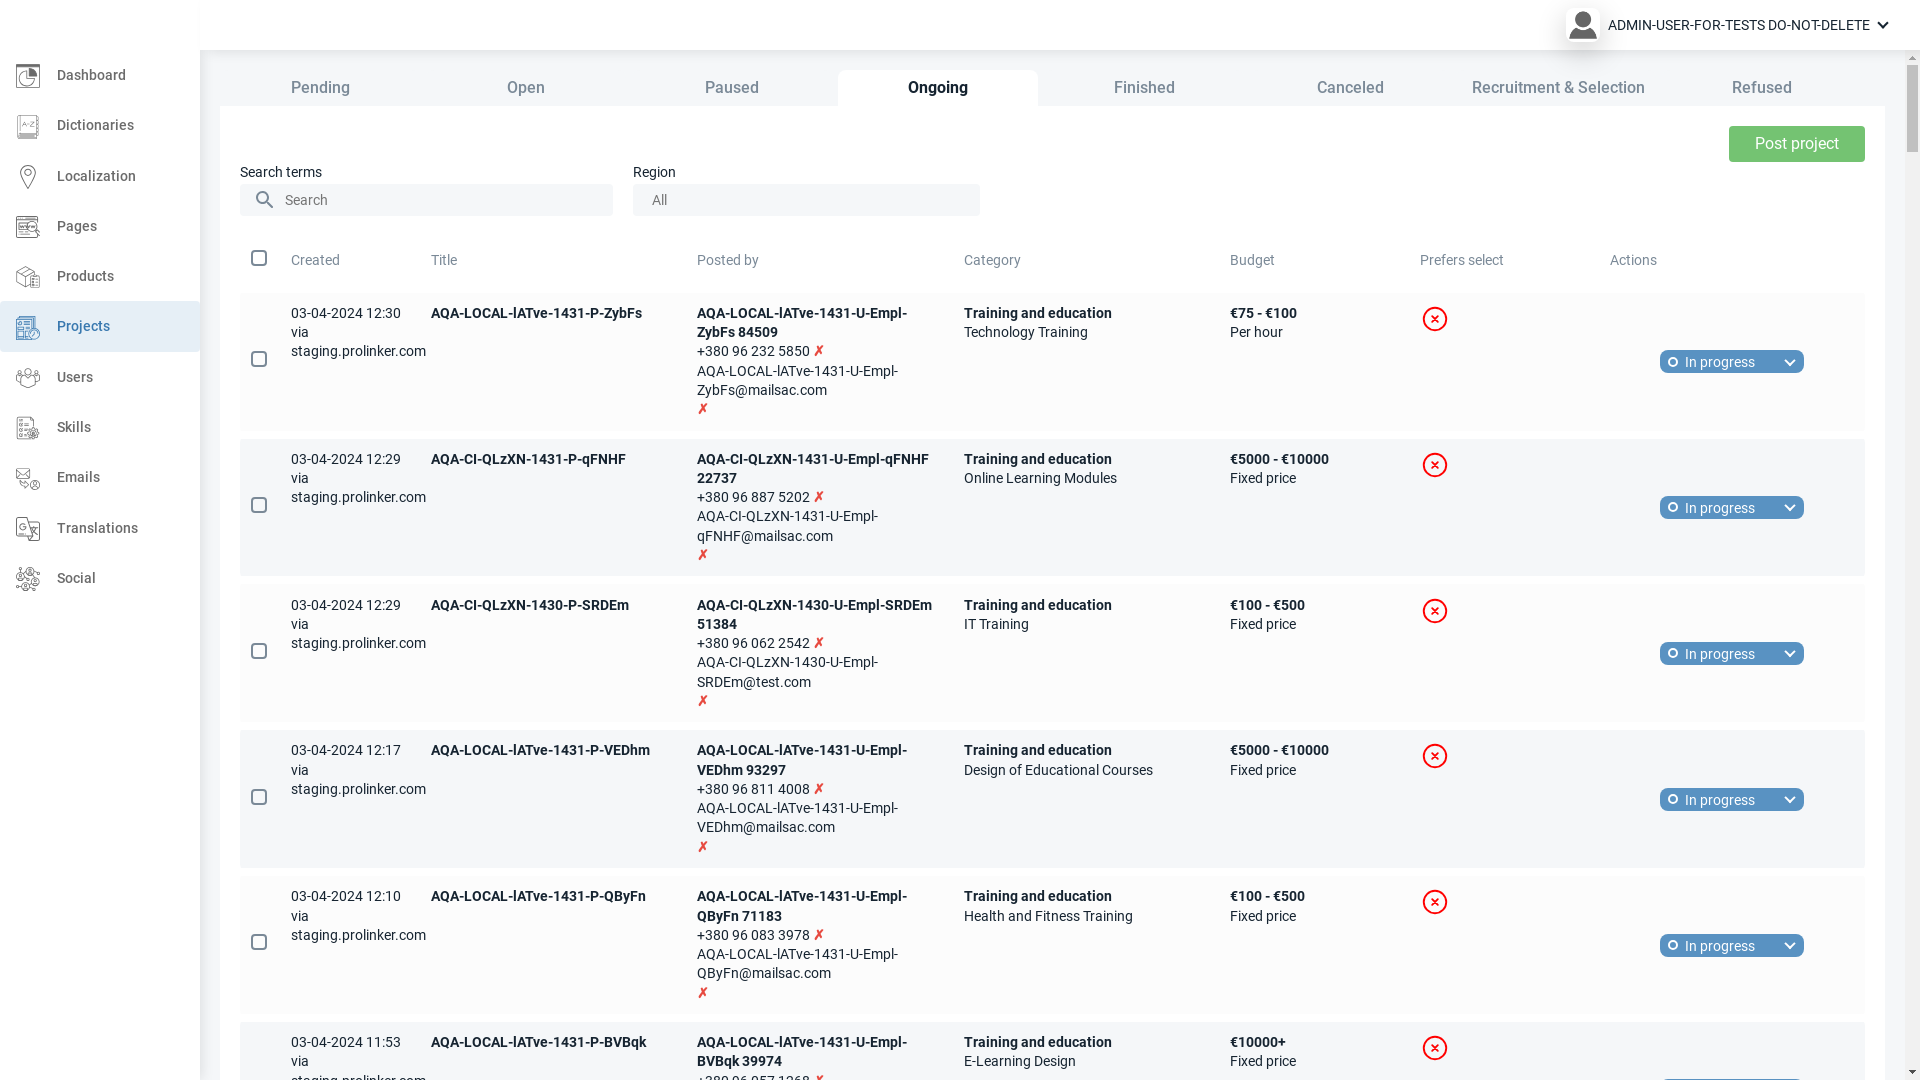 ADMIN-USER-FOR-TESTS DO-NOT-DELETE
Dashboard
Dictionaries
Localization
Pages
Products
Projects
Users
Skills
Emails
Translations
Social
Pending
Open
Paused
Ongoing
Finished
Canceled
Recruitment & Selection
Refused
Post project
Search terms
Region
Search
All
Created
Title
Posted by
Category
Budget
Prefers select
Actions
03-04-2024 12:30
via
staging.prolinker.com
AQA-LOCAL-lATve-1431-P-ZybFs
AQA-LOCAL-lATve-1431-U-Empl-
ZybFs 84509
+380 96 232 5850 ✗
AQA-LOCAL-lATve-1431-U-Empl-
ZybFs@mailsac.com
✗
Training and education
Technology Training
€75 - €100
Per hour
In progress
03-04-2024 12:29
via
staging.prolinker.com
AQA-CI-QLzXN-1431-P-qFNHF
AQA-CI-QLzXN-1431-U-Empl-qFNHF
22737
+380 96 887 5202 ✗
AQA-CI-QLzXN-1431-U-Empl-
qFNHF@mailsac.com
✗
Training and education
Online Learning Modules
€5000 - €10000
Fixed price
In progress
03-04-2024 12:29
via
staging.prolinker.com
AQA-CI-QLzXN-1430-P-SRDEm
AQA-CI-QLzXN-1430-U-Empl-SRDEm
51384
+380 96 062 2542 ✗
AQA-CI-QLzXN-1430-U-Empl-
SRDEm@test.com
✗
Training and education
IT Training
€100 - €500
Fixed price
In progress
03-04-2024 12:17
via
staging.prolinker.com
AQA-LOCAL-lATve-1431-P-VEDhm
AQA-LOCAL-lATve-1431-U-Empl-
VEDhm 93297
+380 96 811 4008 ✗
AQA-LOCAL-lATve-1431-U-Empl-
VEDhm@mailsac.com
✗
Training and education
Design of Educational Courses
€5000 - €10000
Fixed price
In progress
03-04-2024 12:10
via
staging.prolinker.com
AQA-LOCAL-lATve-1431-P-QByFn
AQA-LOCAL-lATve-1431-U-Empl-
QByFn 71183
+380 96 083 3978 ✗
AQA-LOCAL-lATve-1431-U-Empl-
QByFn@mailsac.com
✗
Training and education
Health and Fitness Training
€100 - €500
Fixed price
In progress
03-04-2024 11:53
via
staging.prolinker.com
AQA-LOCAL-lATve-1431-P-BVBqk
AQA-LOCAL-lATve-1431-U-Empl-
BVBqk 39974
+380 96 057 1268 ✗
Training and education
E-Learning Design
€10000+
Fixed price